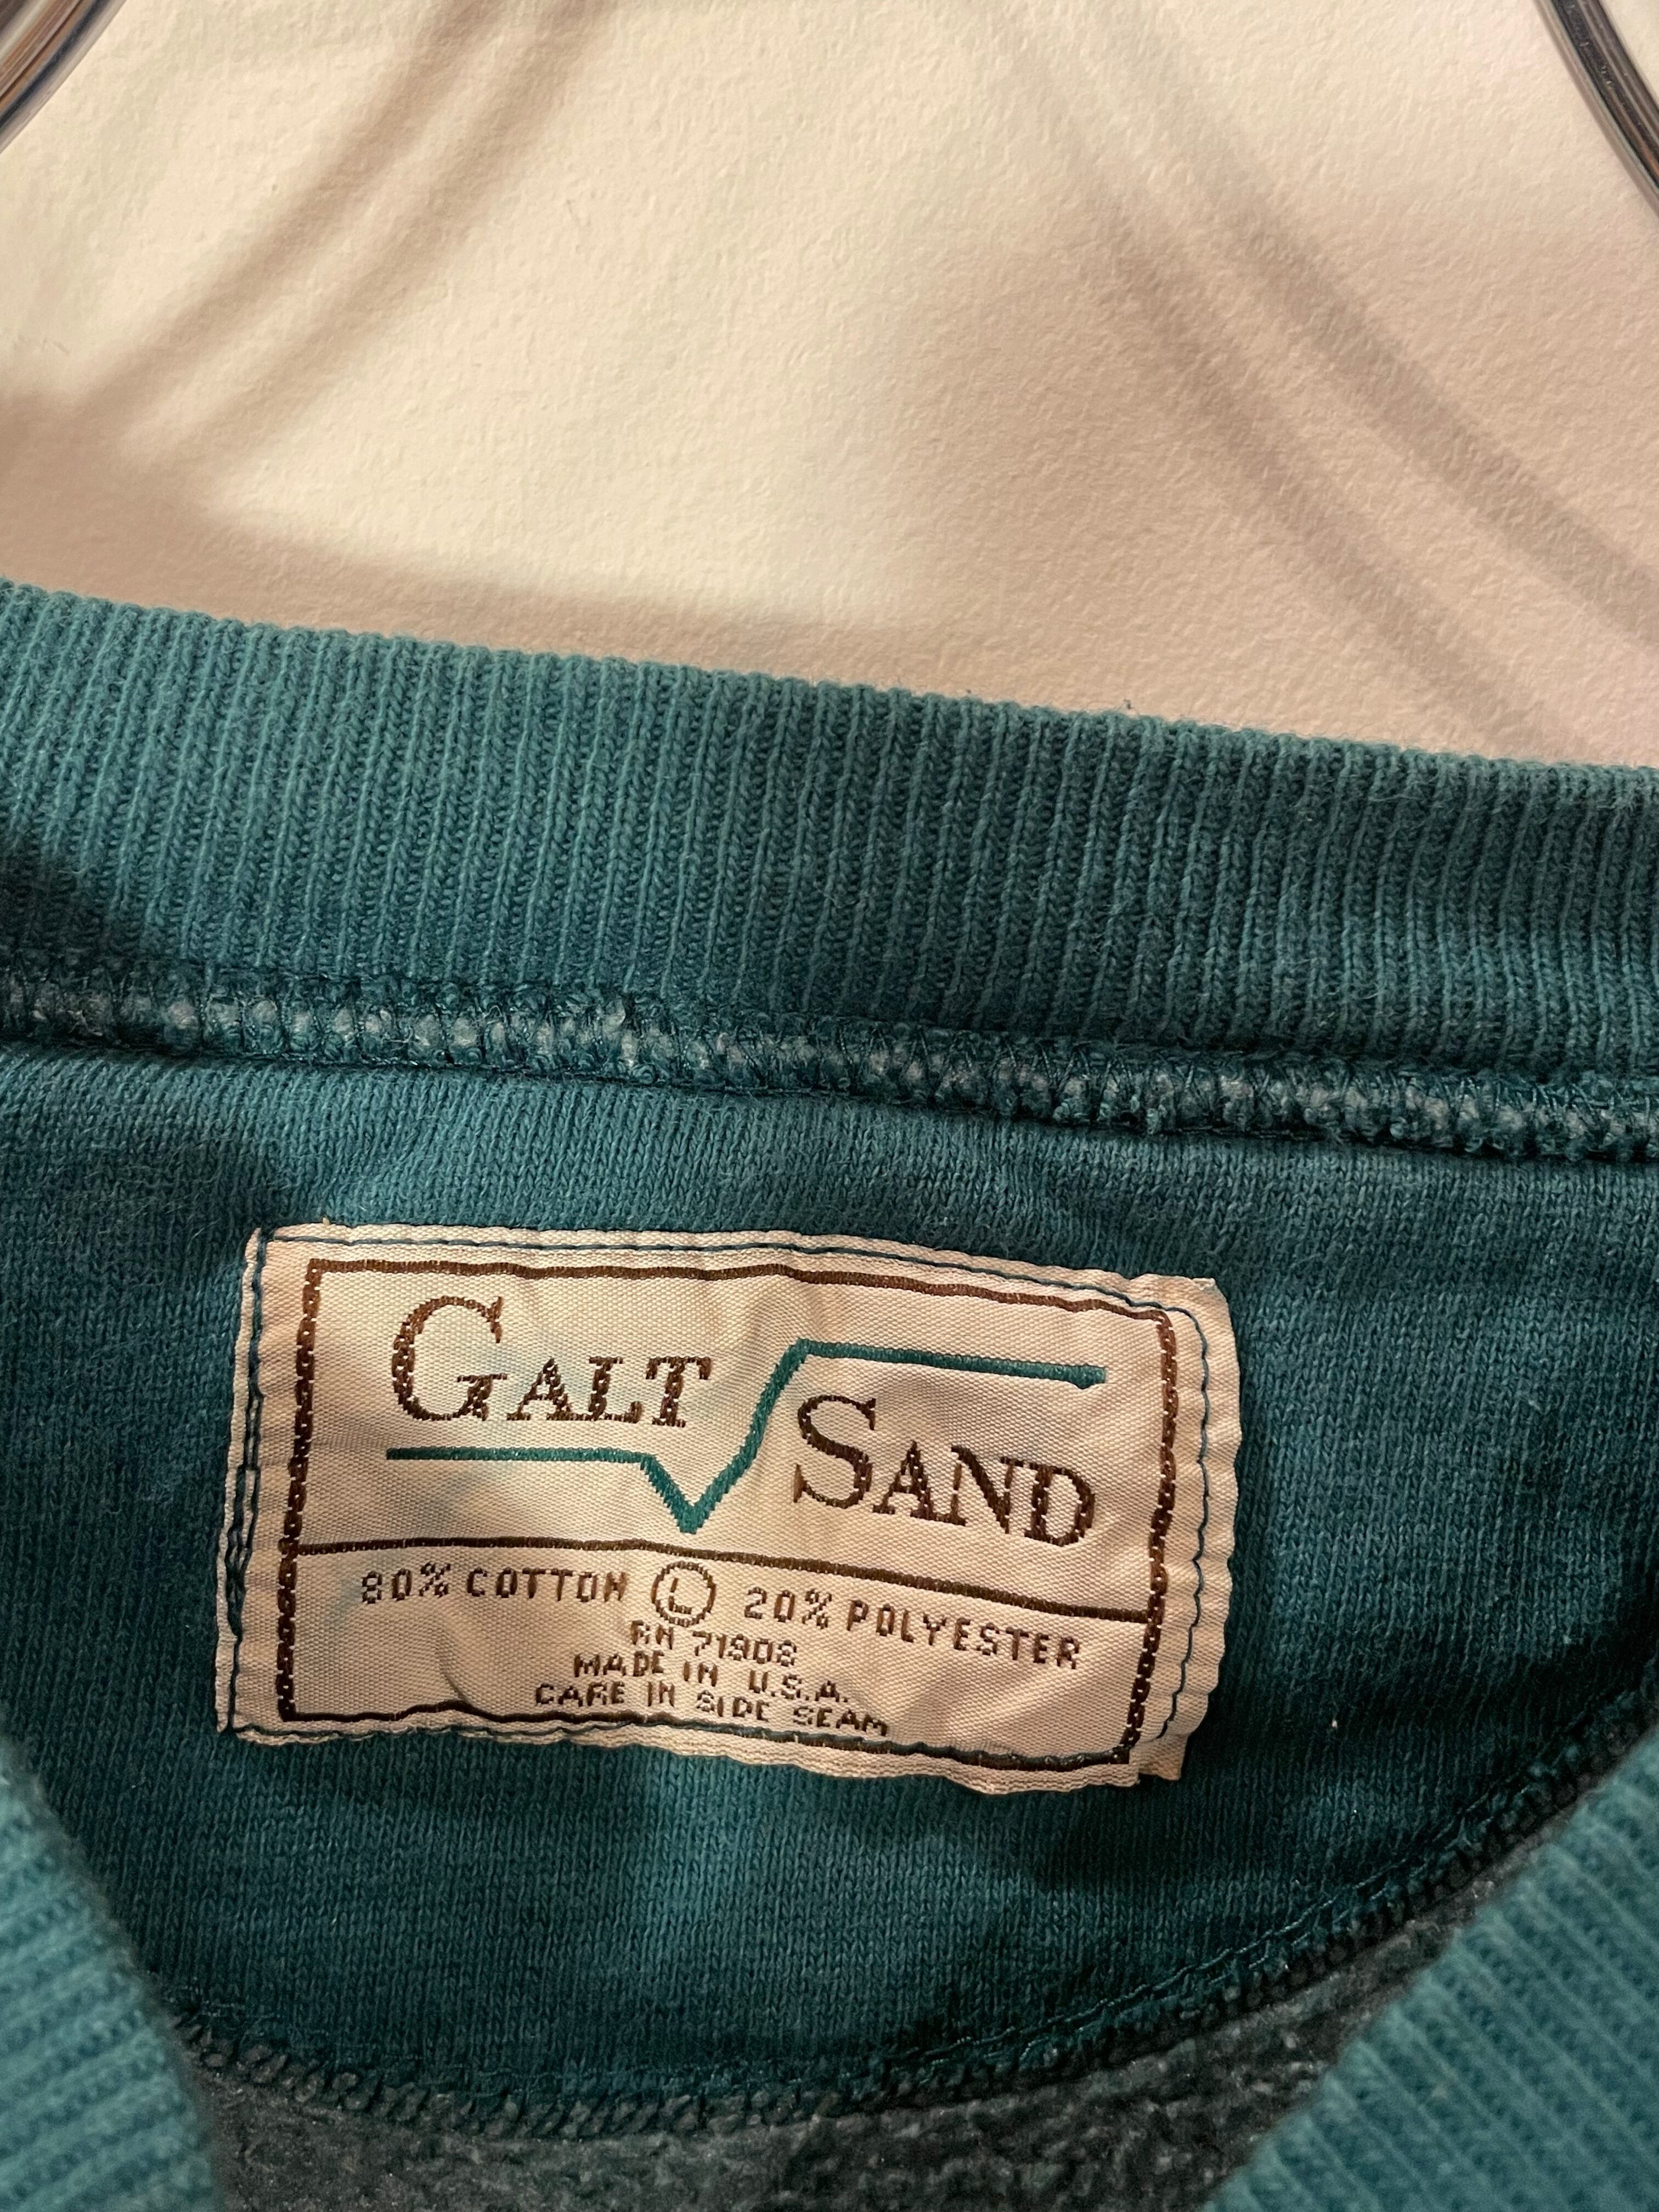 GALT
SAND
80% COTTON L 20% POLYESTER
RN 71908
MADE IN U.S.A.
CARE IN SIDE SEAM